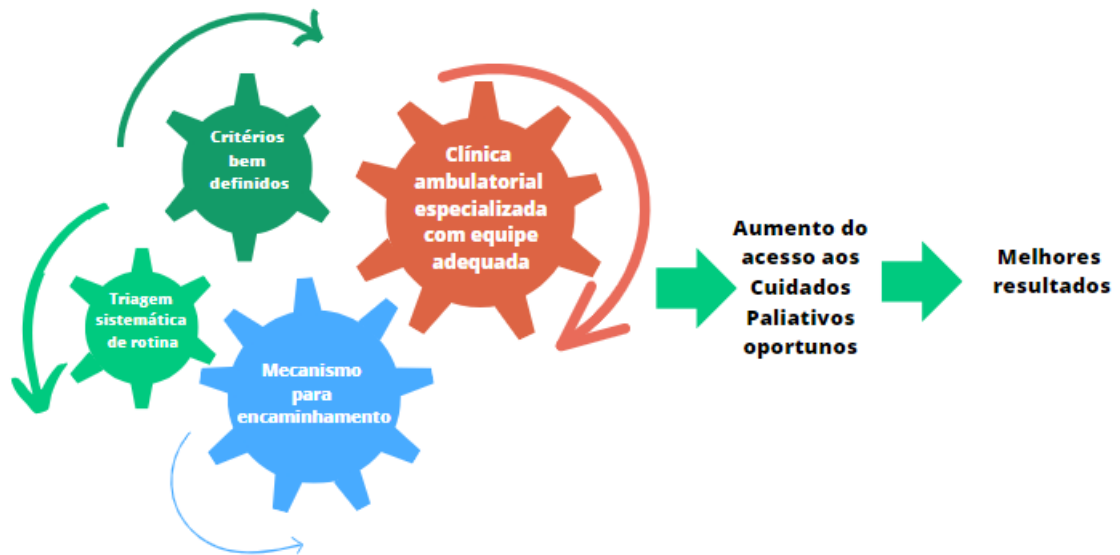 Critérios
bem
definidos
Clínica
ambulatorial
especializada
com equipe
adequada
Triagem
sistemática
de rotina
Mecanismo
para
encaminhamento
Aumento do
acesso aos
Cuidados
Paliativos
oportunos
Melhores
resultados